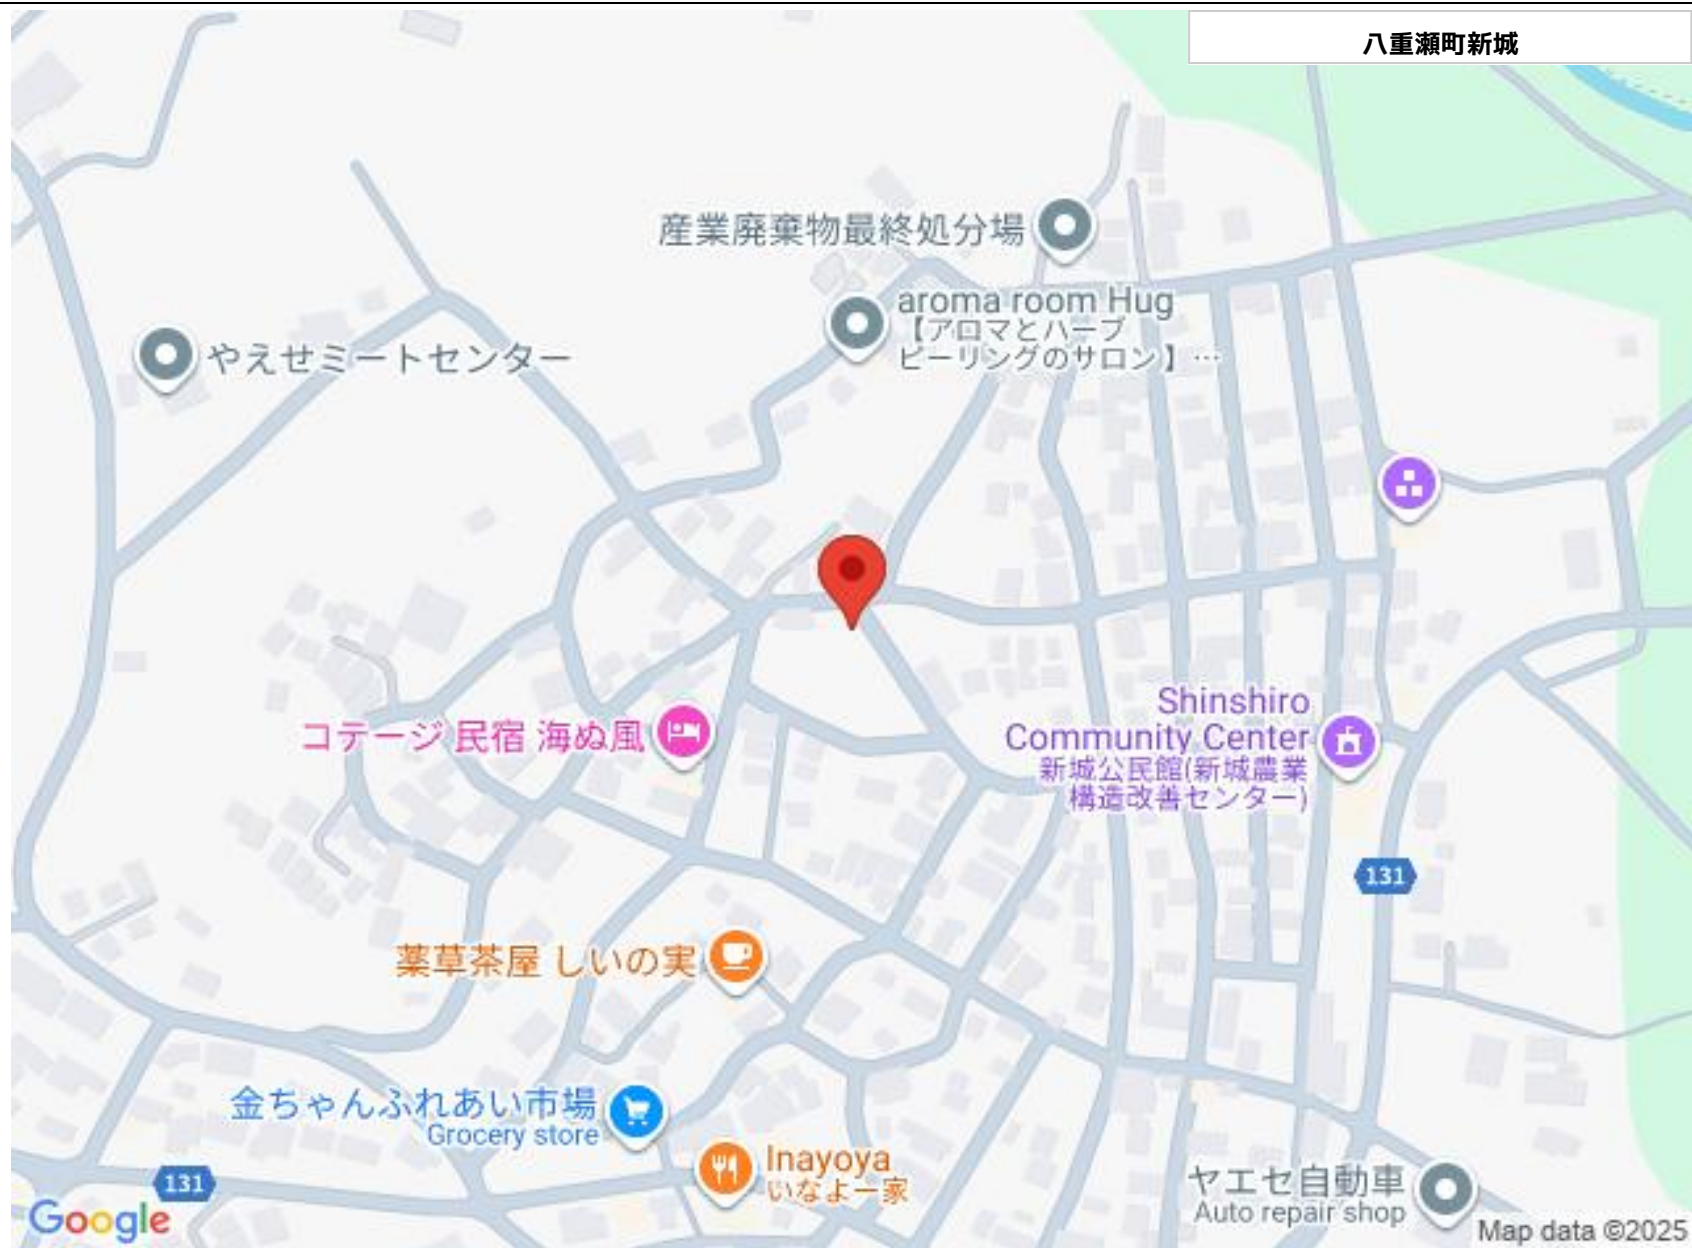 八重瀬町新城
産業廃棄物最終処分場
aroma room Hug
【アロマとハーブ
ピーリングのサロン】…
やえせミートセンター
Shinshiro
Community Center
新城公民館(新城農業
構造改善センター)
コテージ 民宿 海ぬ風
131
薬草茶屋 しいの実
金ちゃんふれあい市場
Grocery store
Inayoya
いなよー家
131
ヤエセ自動車
Auto repair shop
Google
Map data ©2025